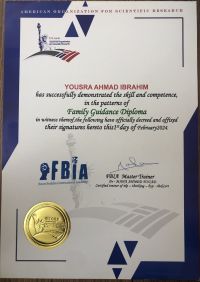 AMERICAN ORGANIZATION FOR SCIENTIFIC RESEARCH
YOUSRA AHMAD IBRAHIM
has successfully demonstrated the skill and competence,
in the patterns of
Family Guidance Diploma
in witness thereof,the following have officially decreed and affixed
their signatures hereto this 1st day of February2024
FBIA
FBIA Master Trainer